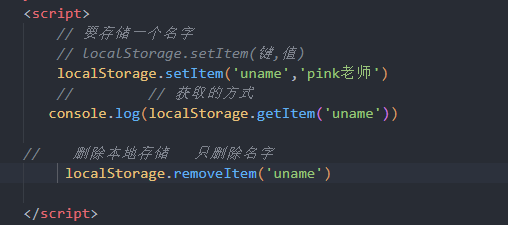 <script>
// 要存储一个名字
// localStorage.setItem(键,值)
localStorage.setItem('uname','pink老师')
// // 获取的方式
console.log(localStorage.getItem('uname'))
// 删除本地存储 只删除名字
localStorage.removeItem('uname')
</script>